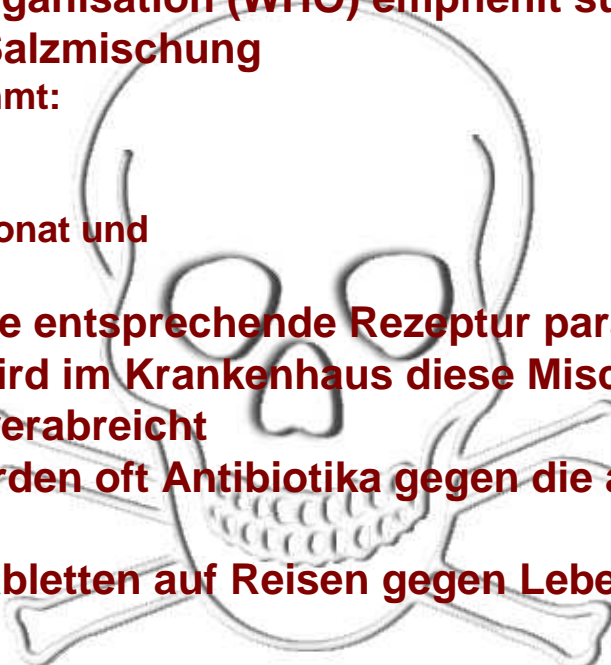 ganisation (WHO) empfiehlt
Salzmischung
mt:
onat und
e entsprechende Rezeptur par
ird im Krankenhaus diese Misc
verabreicht
rden oft Antibiotika gegen die
bletten auf Reisen gegen Lebe